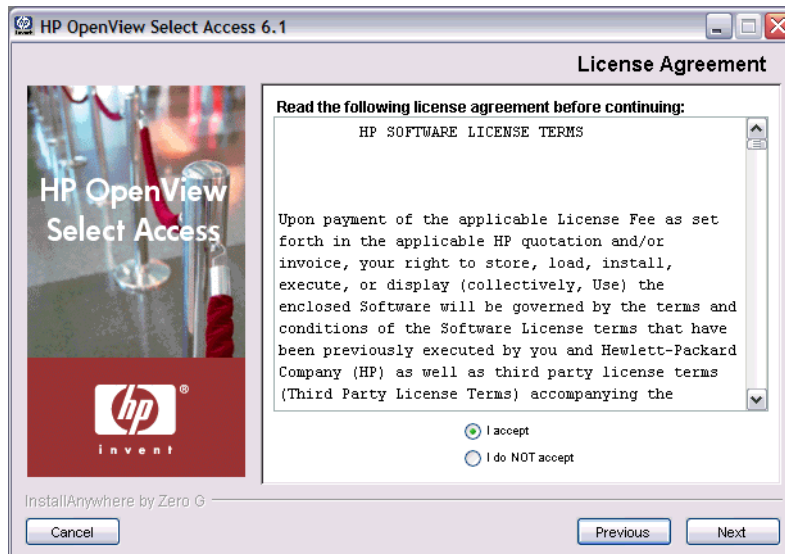 HP OpenView Select Access 6.1
License Agreement
HP OpenView
Select Access
hp
®
invent
Read the following license agreement before continuing:
HP SOFTWARE LICENSE TERMS
Upon payment of the applicable License Fee as set
forth in the applicable HP quotation and/or
invoice, your right to store, load, install,
execute, or display (collectively, Use) the
enclosed Software will be governed by the terms and
conditions of the Software License terms that have
been previously executed by you and Hewlett-Packard
Company (HP) as well as third party license terms
(Third Party License Terms) accompanying the
I accept
I do NOT accept
InstallAnywhere by Zero G
Cancel
Previous
Next